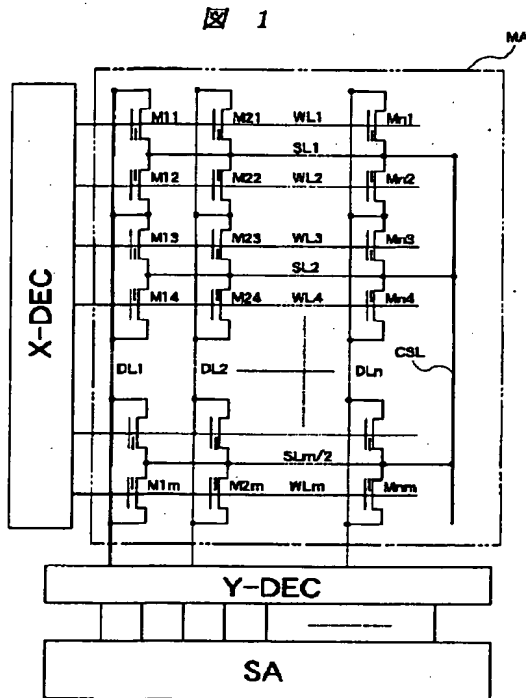 図 1
MA
M11 M21 WL1 Mn1
SL1
M12 M22 WL2 Mn2
M13 M23 WL3 Mn3
SL2
M14 M24 WL4 Mn4
X-DEC
DL1 DL2 DLn CSL
SLm/2
M1m M2m WLm Mnm
Y-DEC
SA